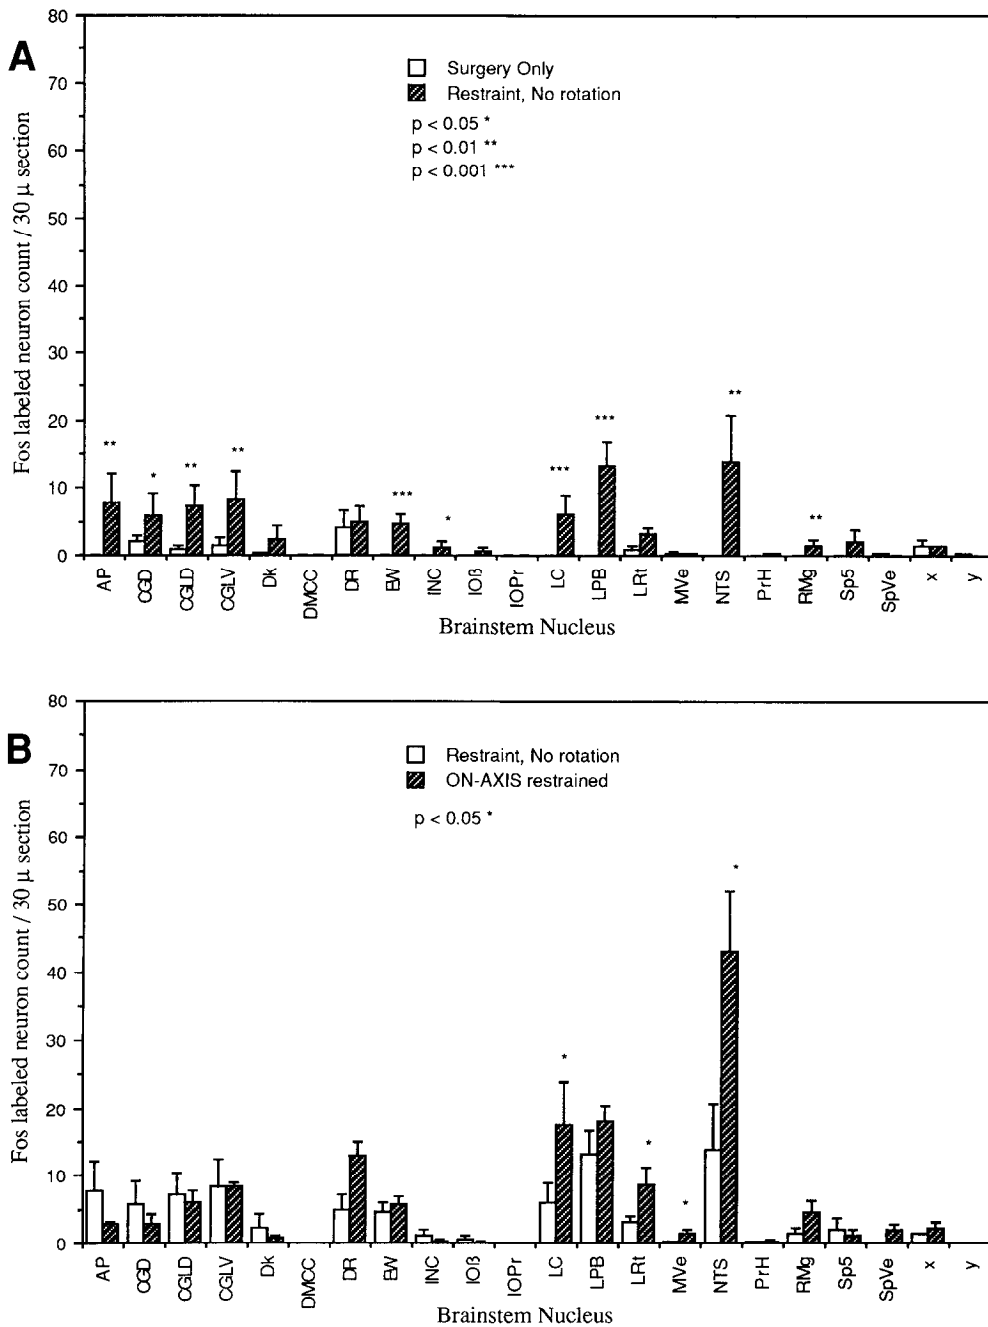 A
80
70
60
50
40
30
20
10
0
Fos labeled neuron count / 30 μ section
Surgery Only
Restraint, No rotation
p < 0.05 *
p < 0.01 **
p < 0.001 ***
** * ** ** *** * *** *** ** **
AP CGD CGLD CGLV Dk DMCC DR EW INC IOß IOPr LC LPB LRt MVe NTS PrH RMg Sp5 SpVe x y
Brainstem Nucleus
B
80
70
60
50
40
30
20
10
0
Fos labeled neuron count / 30 μ section
Restraint, No rotation
ON-AXIS restrained
p < 0.05 *
* * * *
AP CGD CGLD CGLV Dk DMCC DR EW INC IOß IOPr LC LPB LRt MVe NTS PrH RMg Sp5 SpVe x y
Brainstem Nucleus